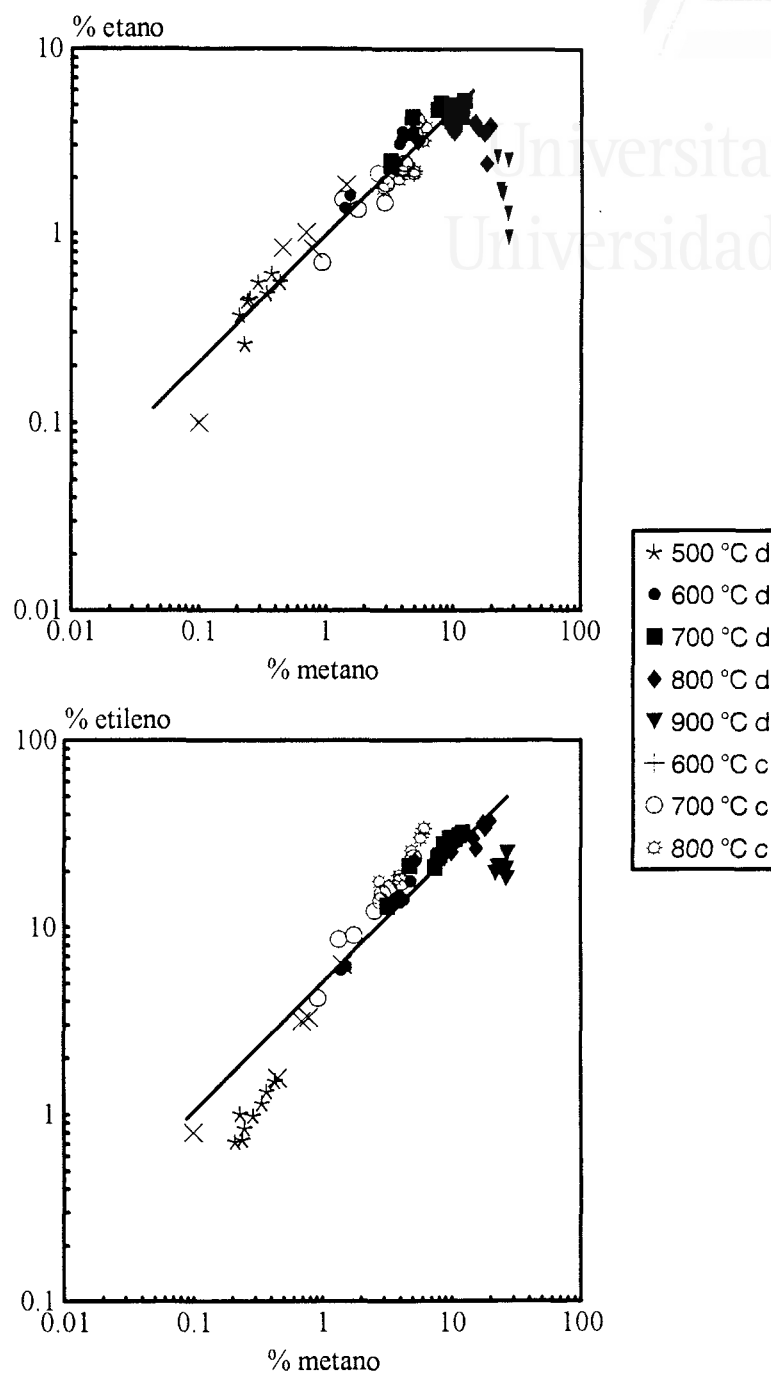 % etano
10
1
0.1
0.01
0.01 0.1 1 10 100
% metano
Universita
Universidad
500 °C d
600 °C d
700 °C d
800 °C d
900 °C d
600 °C c
700 °C c
800 °C c
% etileno
100
10
1
0.1
0.01 0.1 1 10 100
% metano